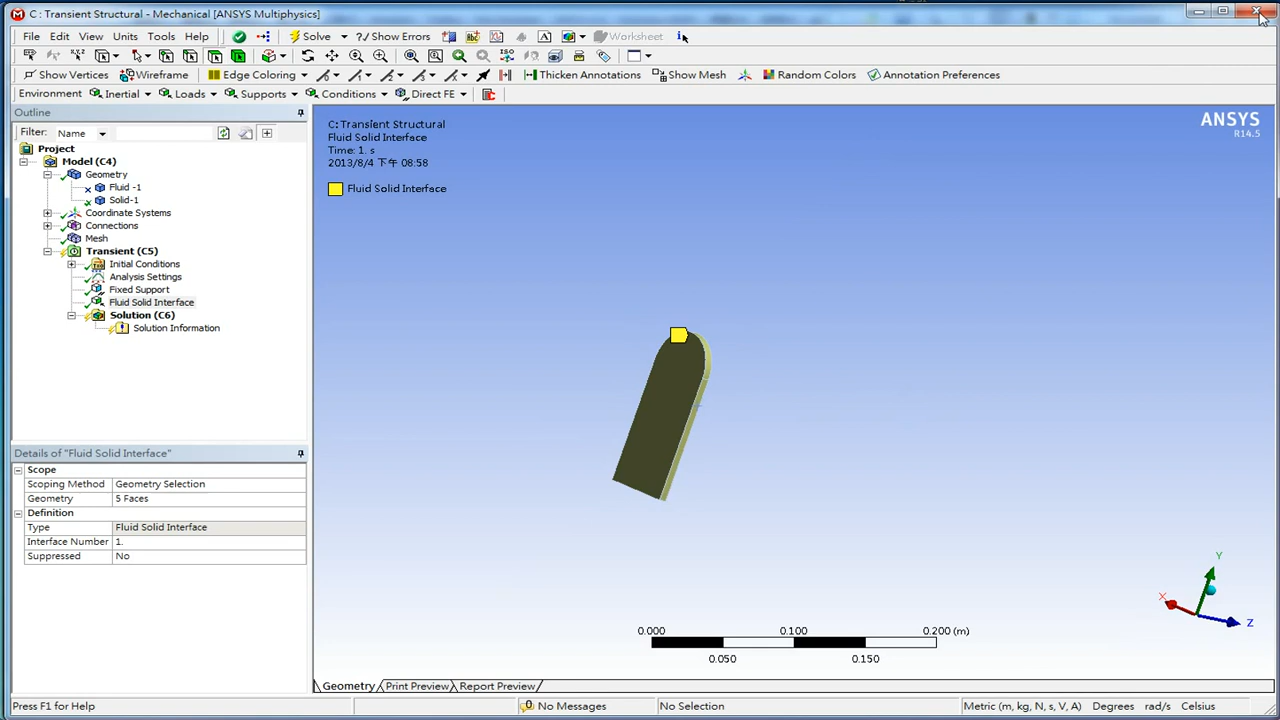 C : Transient Structural - Mechanical [ANSYS Multiphysics]
File Edit View Units Tools Help Solve ?/ Show Errors A Worksheet i
Show Vertices Wireframe Edge Coloring Thicken Annotations Show Mesh Random Colors Annotation Preferences
Environment Inertial Loads Supports Conditions Direct FE
Outline
Filter: Name
Project
Model (C4)
Geometry
Fluid -1
Solid-1
Coordinate Systems
Connections
Mesh
Transient (C5)
Initial Conditions
Analysis Settings
Fixed Support
Fluid Solid Interface
Solution (C6)
Solution Information
Details of "Fluid Solid Interface"
Scope
Scoping Method Geometry Selection
Geometry 5 Faces
Definition
Type Fluid Solid Interface
Interface Number 1.
Suppressed No
C: Transient Structural
Fluid Solid Interface
Time: 1. s
2013/8/4 下午 08:58
Fluid Solid Interface
ANSYS
R14.5
Y
X
Z
0.000 0.100 0.200 (m)
0.050 0.150
Geometry Print Preview Report Preview
Press F1 for Help 0 No Messages No Selection Metric (m, kg, N, s, V, A) Degrees rad/s Celsius